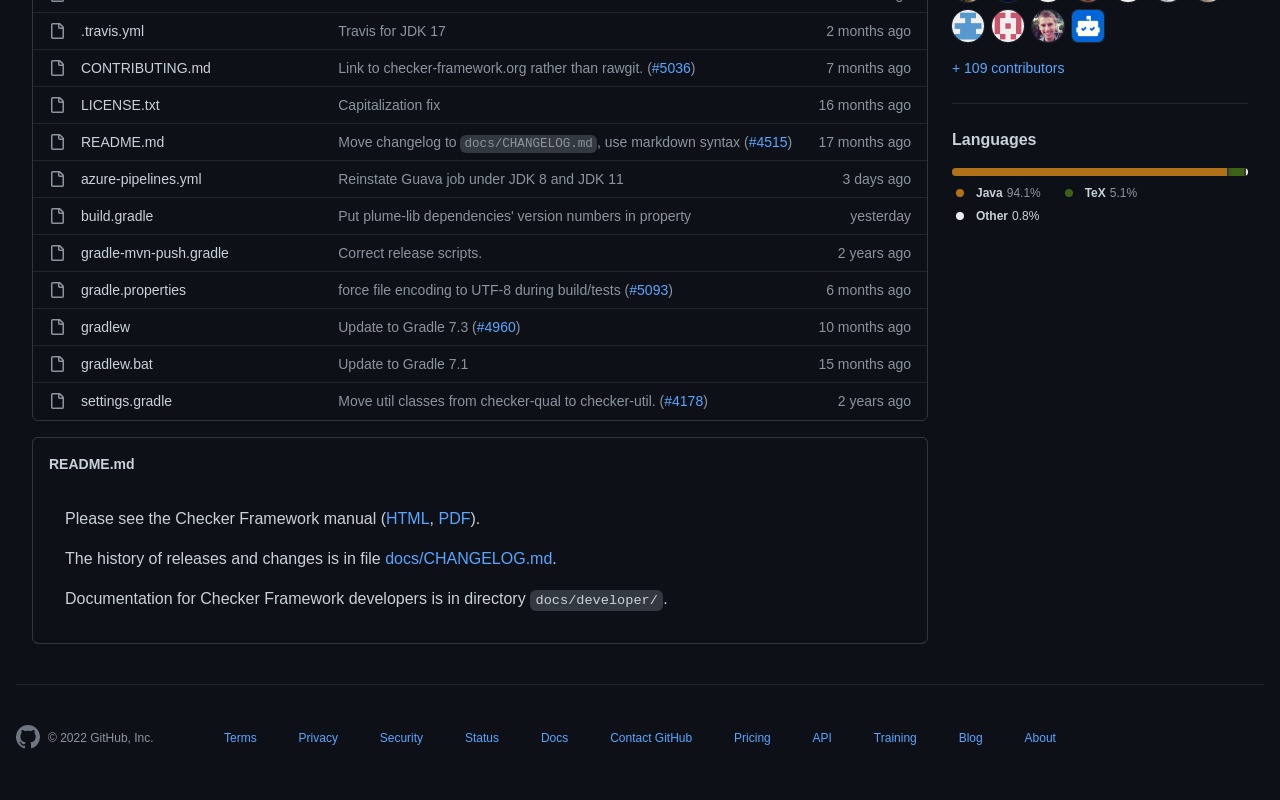 .travis.yml Travis for JDK 17 2 months ago
CONTRIBUTING.md Link to checker-framework.org rather than rawgit. (#5036) 7 months ago
LICENSE.txt Capitalization fix 16 months ago
README.md Move changelog to docs/CHANGELOG.md, use markdown syntax (#4515) 17 months ago
azure-pipelines.yml Reinstate Guava job under JDK 8 and JDK 11 3 days ago
build.gradle Put plume-lib dependencies' version numbers in property yesterday
gradle-mvn-push.gradle Correct release scripts. 2 years ago
gradle.properties force file encoding to UTF-8 during build/tests (#5093) 6 months ago
gradlew Update to Gradle 7.3 (#4960) 10 months ago
gradlew.bat Update to Gradle 7.1 15 months ago
settings.gradle Move util classes from checker-qual to checker-util. (#4178) 2 years ago
README.md
Please see the Checker Framework manual (HTML, PDF).
The history of releases and changes is in file docs/CHANGELOG.md.
Documentation for Checker Framework developers is in directory docs/developer/.
+ 109 contributors
Languages
Java 94.1% TeX 5.1%
Other 0.8%
© 2022 GitHub, Inc. Terms Privacy Security Status Docs Contact GitHub Pricing API Training Blog About